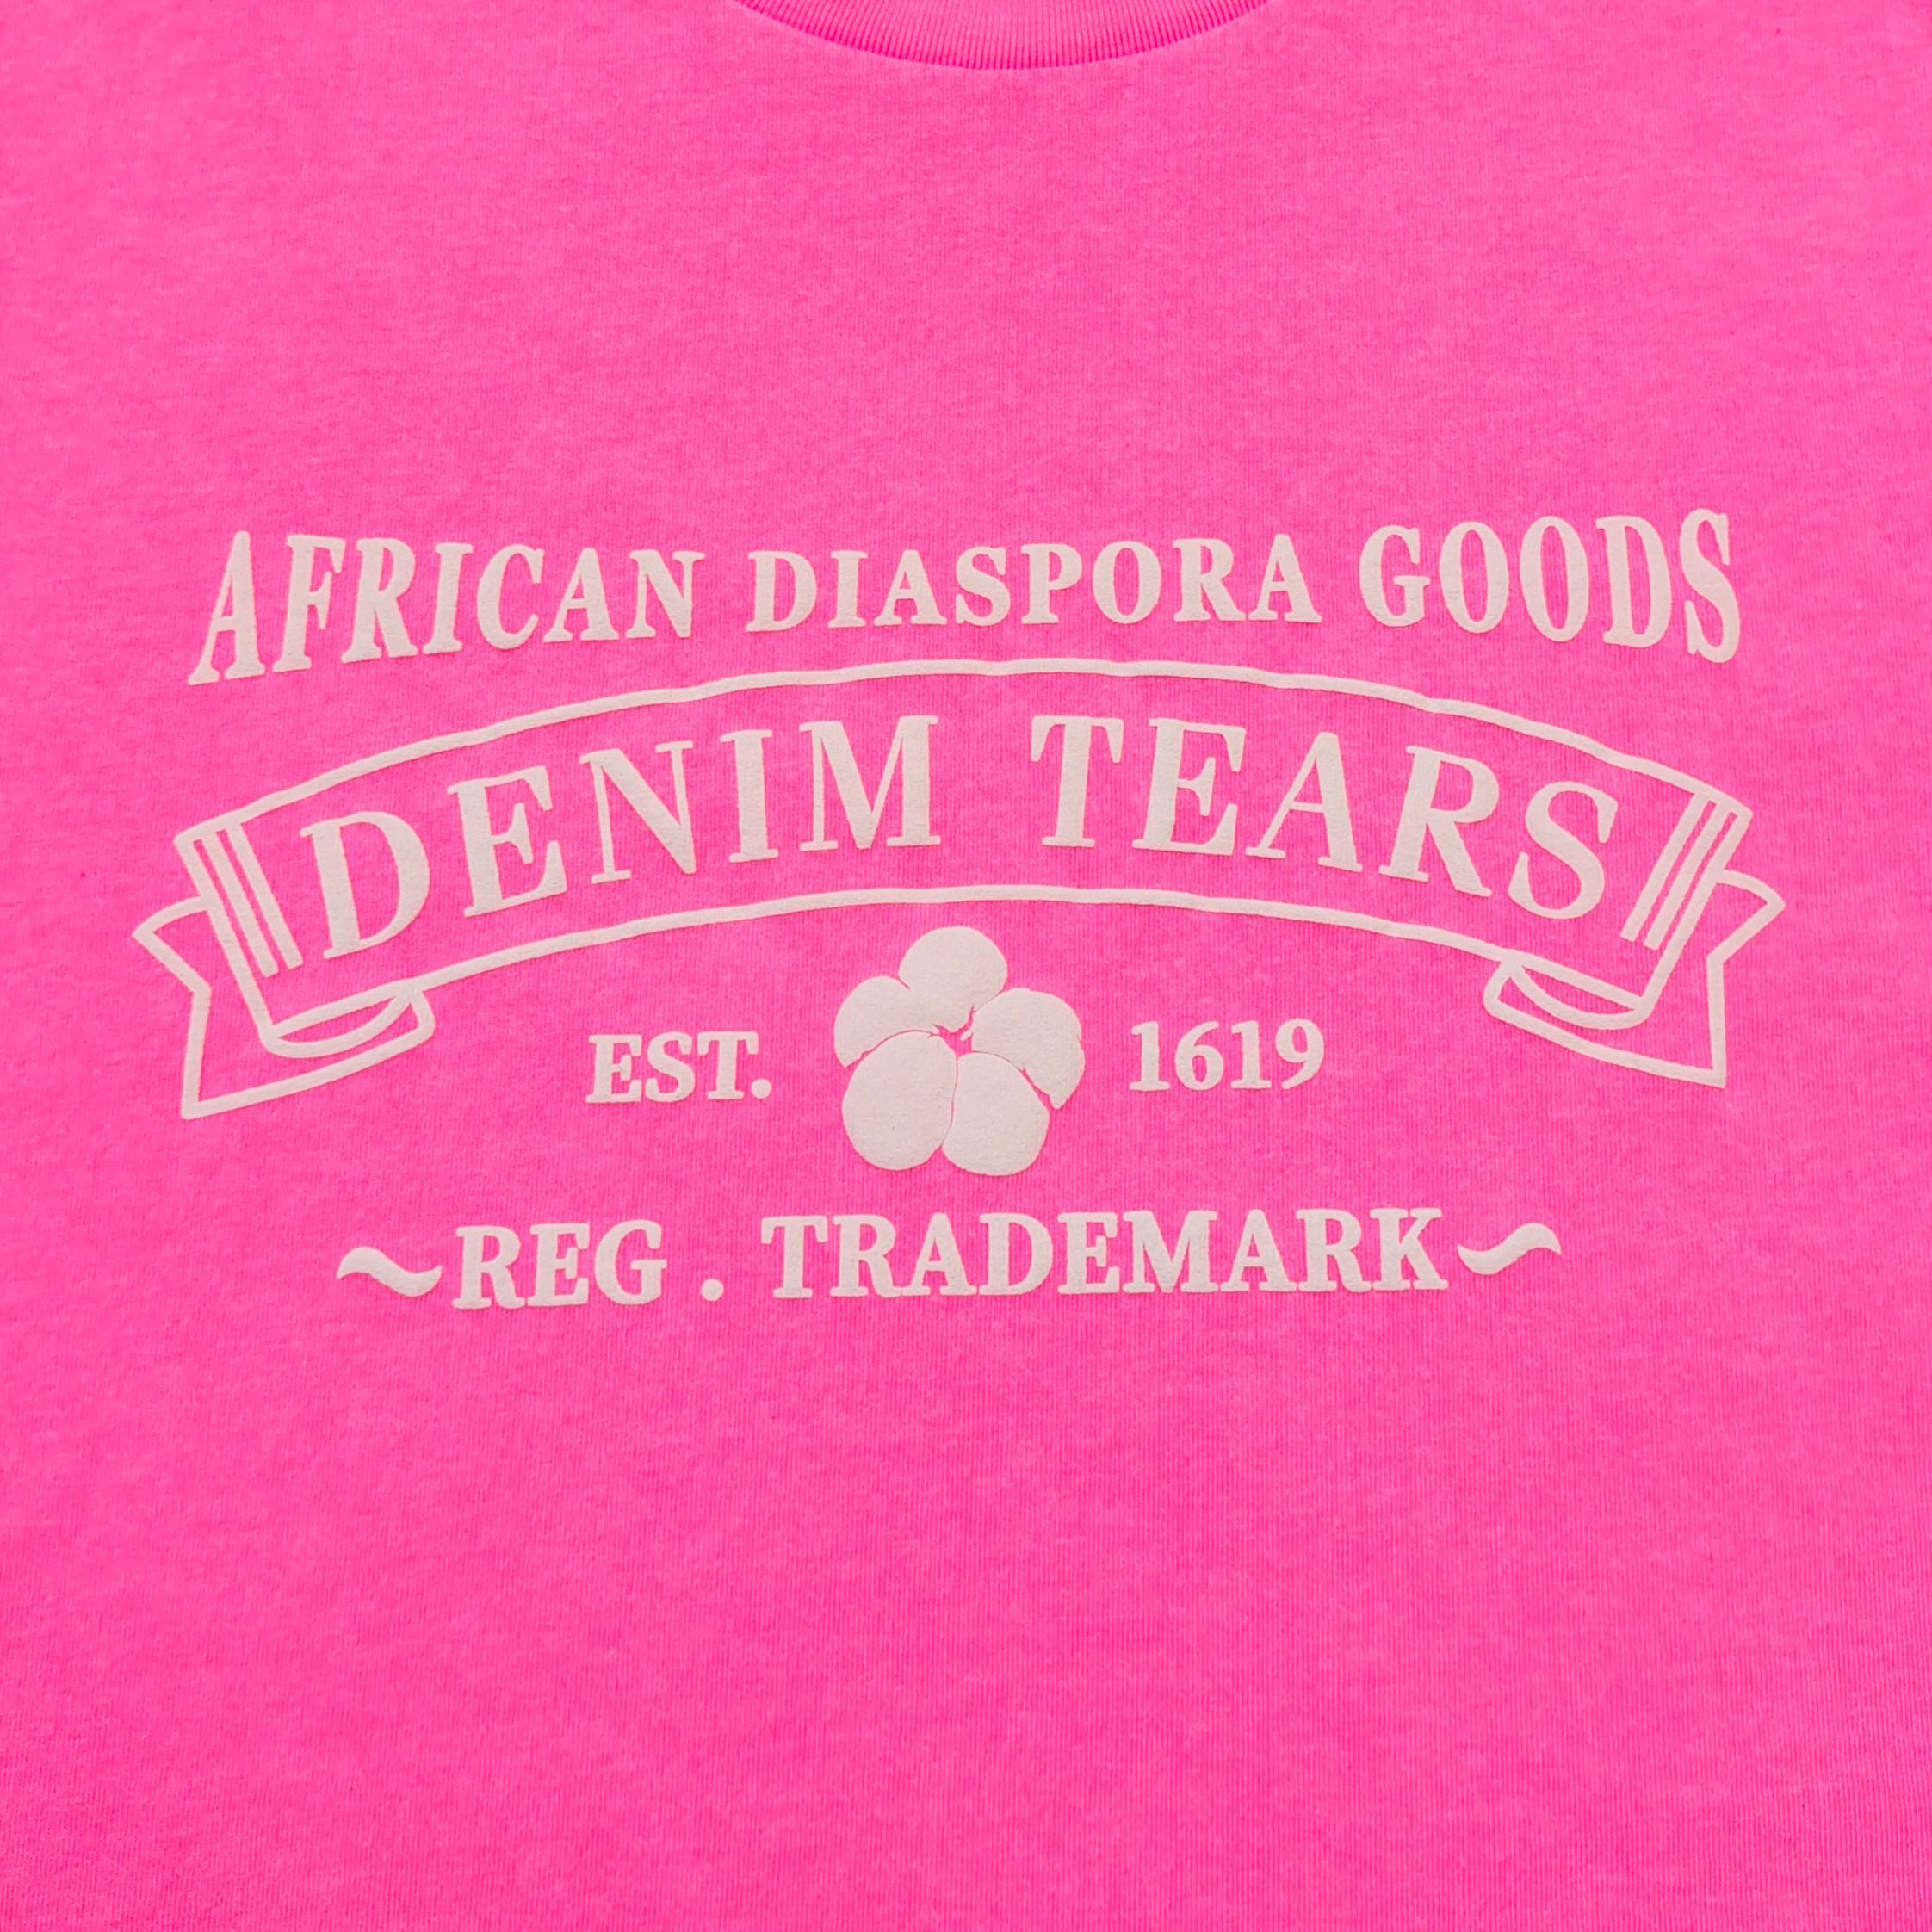 AFRICAN DIASPORA GOODS
DENIM TEARS
EST. 1619
~REG . TRADEMARK~